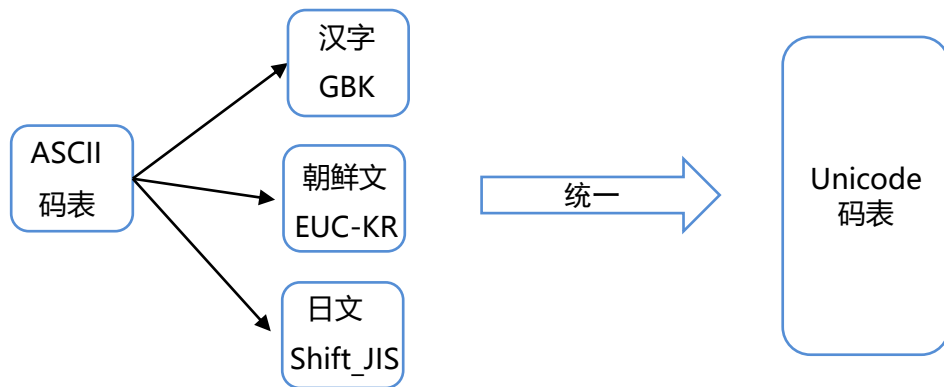 ASCII
码表
汉字
GBK
朝鲜文
EUC-KR
日文
Shift_JIS
统一
Unicode
码表